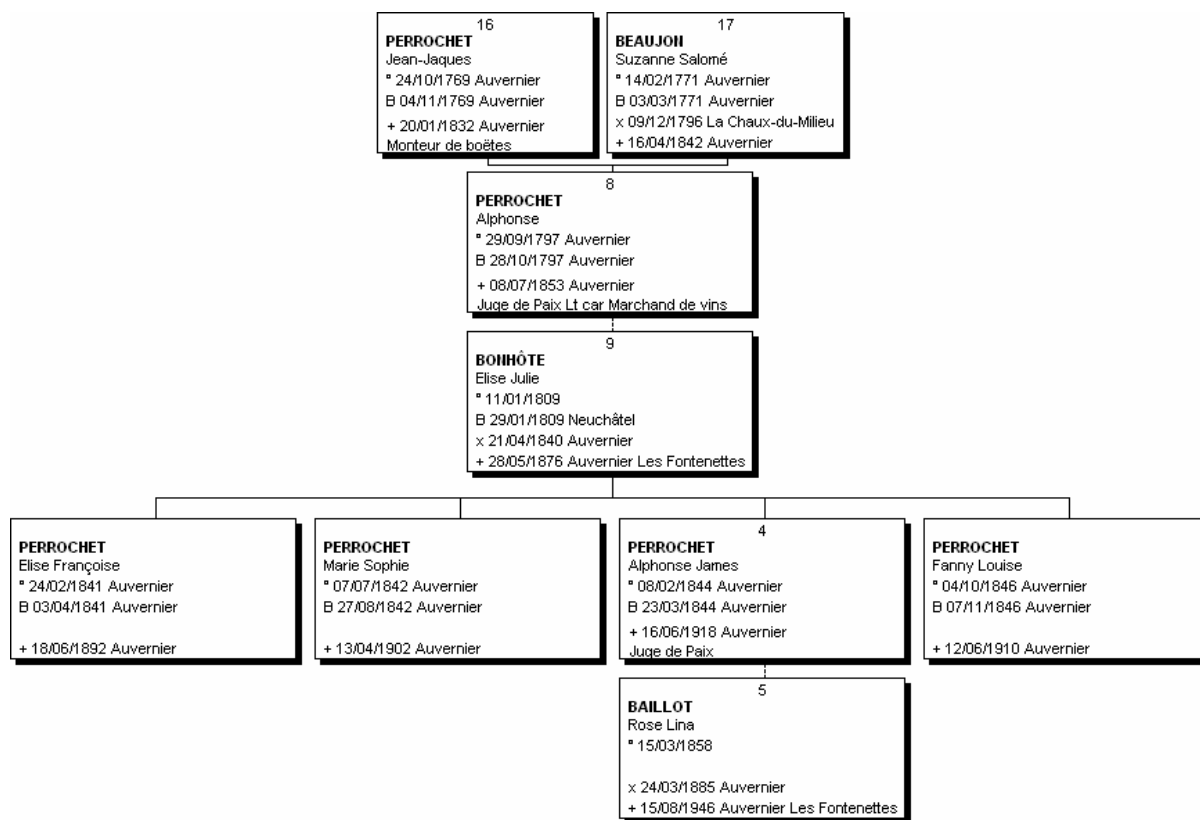 16
PERROCHET
Jean-Jaques
° 24/10/1769 Auvernier
B 04/11/1769 Auvernier
+ 20/01/1832 Auvernier
Monteur de boëtes
17
BEAUJON
Suzanne Salomé
° 14/02/1771 Auvernier
B 03/03/1771 Auvernier
x 09/12/1796 La Chaux-du-Milieu
+ 16/04/1842 Auvernier
8
PERROCHET
Alphonse
° 29/09/1797 Auvernier
B 28/10/1797 Auvernier
+ 08/07/1853 Auvernier
Juge de Paix Lt car Marchand de vins
9
BONHÔTE
Elise Julie
° 11/01/1809
B 29/01/1809 Neuchâtel
x 21/04/1840 Auvernier
+ 28/05/1876 Auvernier Les Fontenettes
PERROCHET
Elise Françoise
° 24/02/1841 Auvernier
B 03/04/1841 Auvernier
+ 18/06/1892 Auvernier
PERROCHET
Marie Sophie
° 07/07/1842 Auvernier
B 27/08/1842 Auvernier
+ 13/04/1902 Auvernier
4
PERROCHET
Alphonse James
° 08/02/1844 Auvernier
B 23/03/1844 Auvernier
+ 16/06/1918 Auvernier
Juge de Paix
PERROCHET
Fanny Louise
° 04/10/1846 Auvernier
B 07/11/1846 Auvernier
+ 12/06/1910 Auvernier
5
BAILLOT
Rose Lina
° 15/03/1858
x 24/03/1885 Auvernier
+ 15/08/1946 Auvernier Les Fontenettes